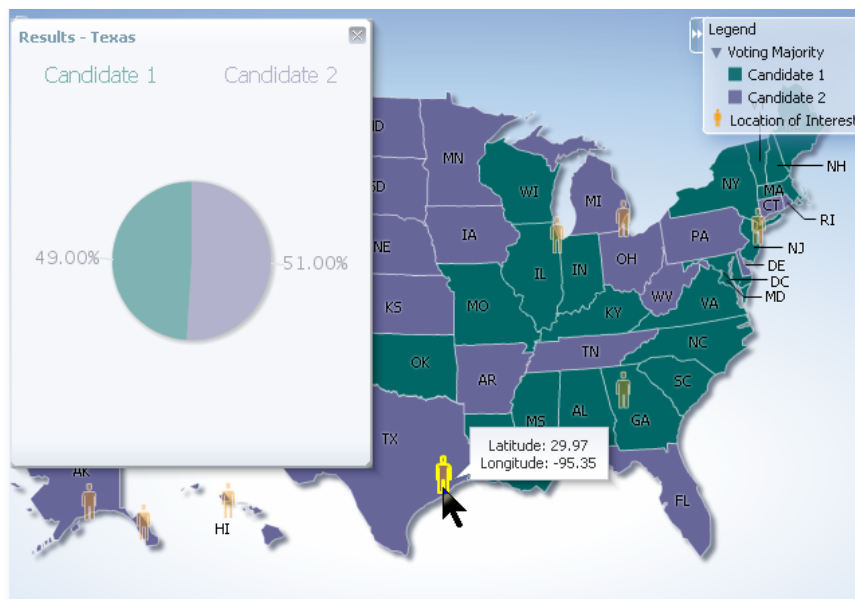 Results - Texas
Candidate 1
Candidate 2
49.00%
51.00%
Legend
Voting Majority
Candidate 1
Candidate 2
Location of Interest
ND
MN
SD
WI
MI
NY
NH
MA
CT
RI
NE
IA
PA
NJ
IL
IN
OH
DE
DC
MD
KS
MO
WV
VA
KY
NC
OK
AR
TN
SC
MS
AL
GA
TX
Latitude: 29.97
Longitude: -95.35
AK
HI
FL